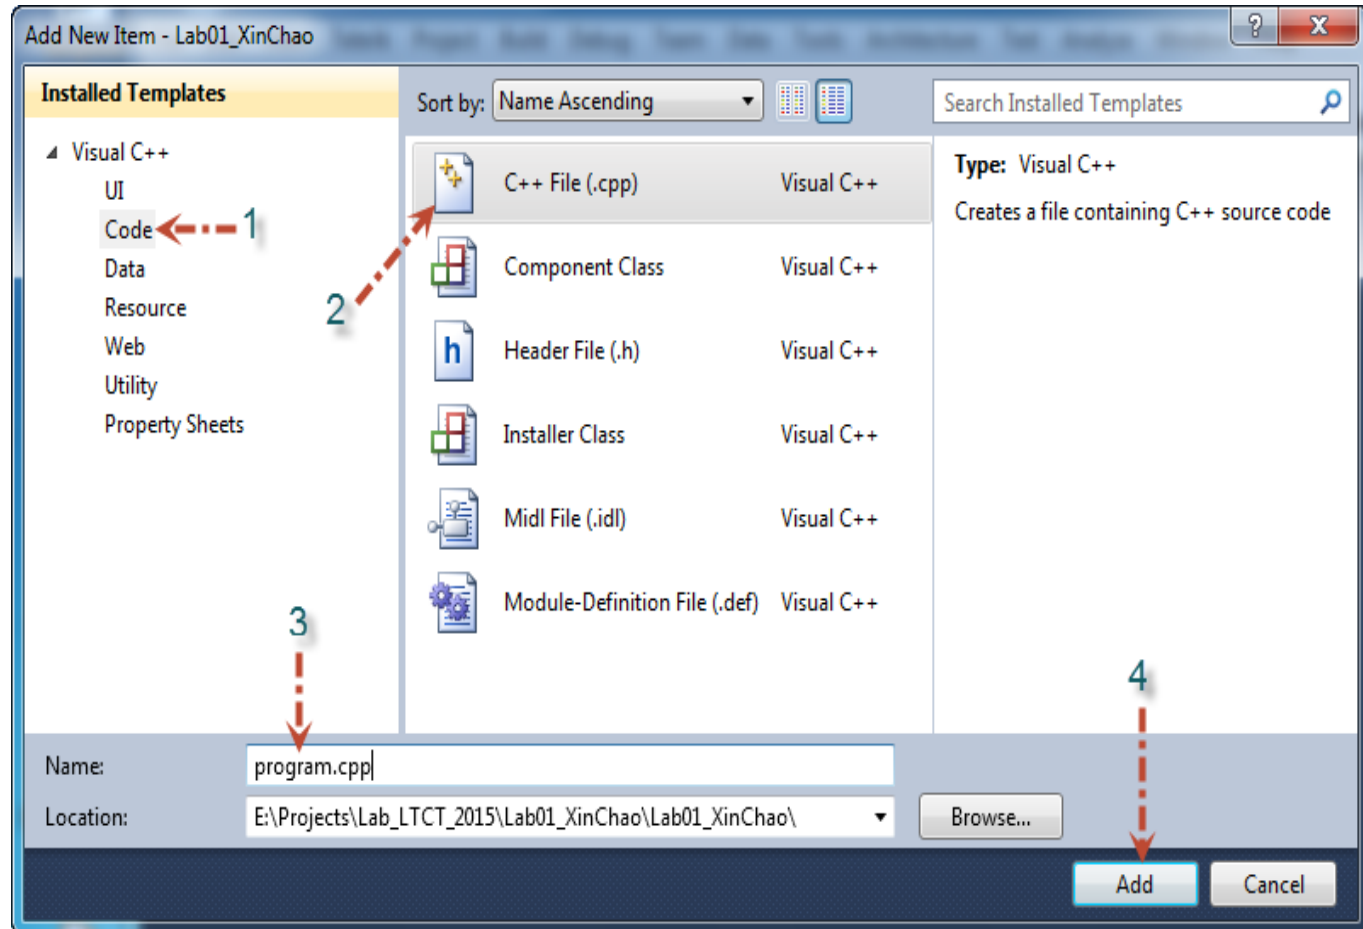 Add New Item - Lab01_XinChao
Installed Templates
Sort by: Name Ascending
Search Installed Templates
Visual C++
UI
Code
1
Data
Resource
Web
Utility
Property Sheets
2
C++ File (.cpp) Visual C++
Component Class Visual C++
h
Header File (.h) Visual C++
Installer Class Visual C++
Midl File (.idl) Visual C++
Module-Definition File (.def) Visual C++
Type: Visual C++
Creates a file containing C++ source code
3
4
Name: program.cpp
Location: E:\Projects\Lab_LTCT_2015\Lab01_XinChao\Lab01_XinChao\ Browse...
Add Cancel